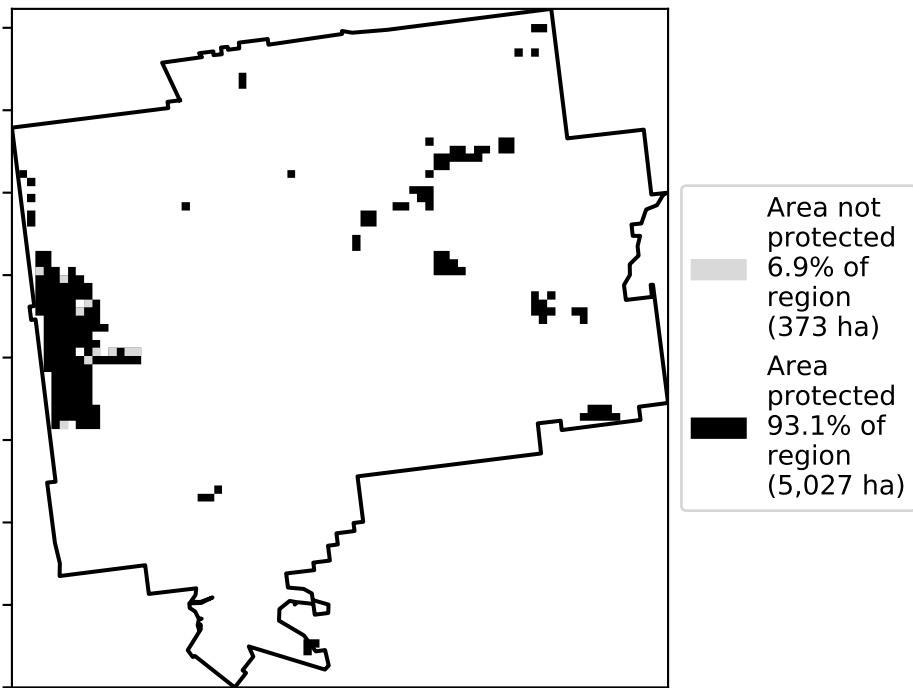 Area not
protected
6.9% of
region
(373 ha)
Area
protected
93.1% of
region
(5,027 ha)